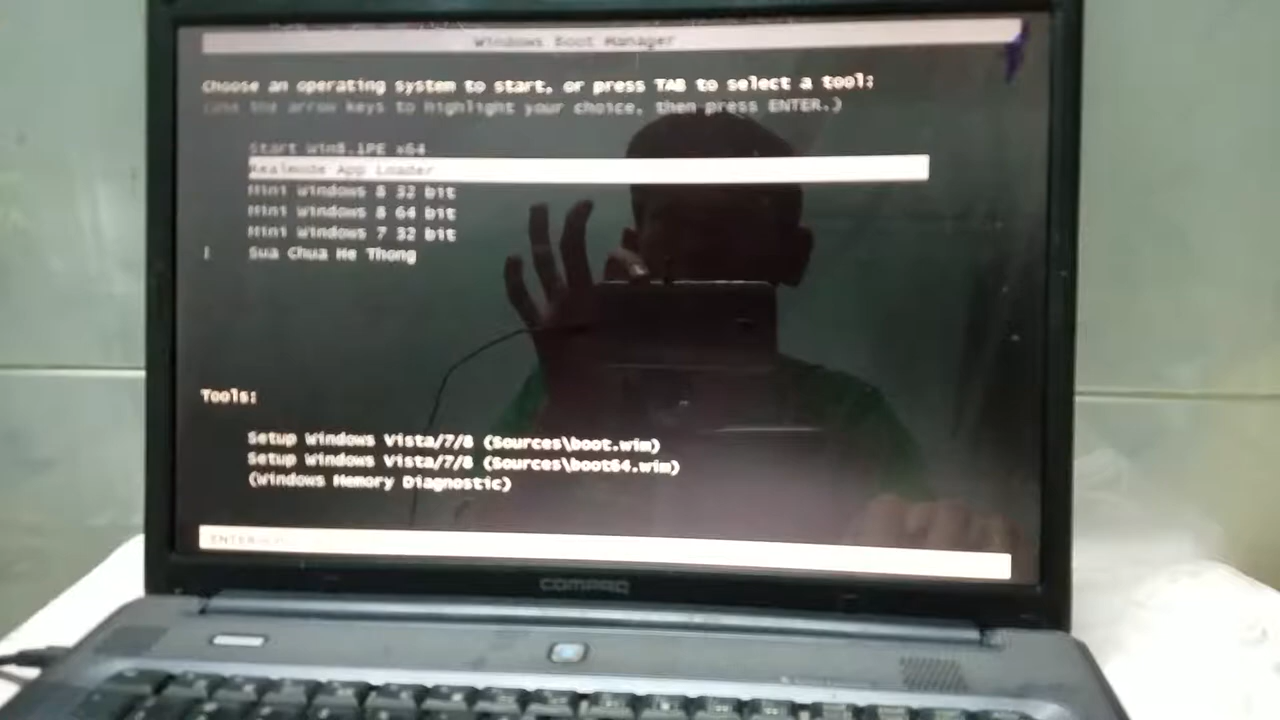 Windows Boot Manager
Choose an operating system to start, or press TAB to select a tool:
(Use the arrow keys to highlight your choice, then press ENTER.)
Start Win8.1PE x64
Realmode App Loader
Mini Windows 8 32 bit
Mini Windows 8 64 bit
Mini Windows 7 32 bit
Sua Chua He Thong
Tools:
Setup Windows Vista/7/8 (Sources\boot.wim)
Setup Windows Vista/7/8 (Sources\boot64.wim)
(Windows Memory Diagnostic)
COMPAQ